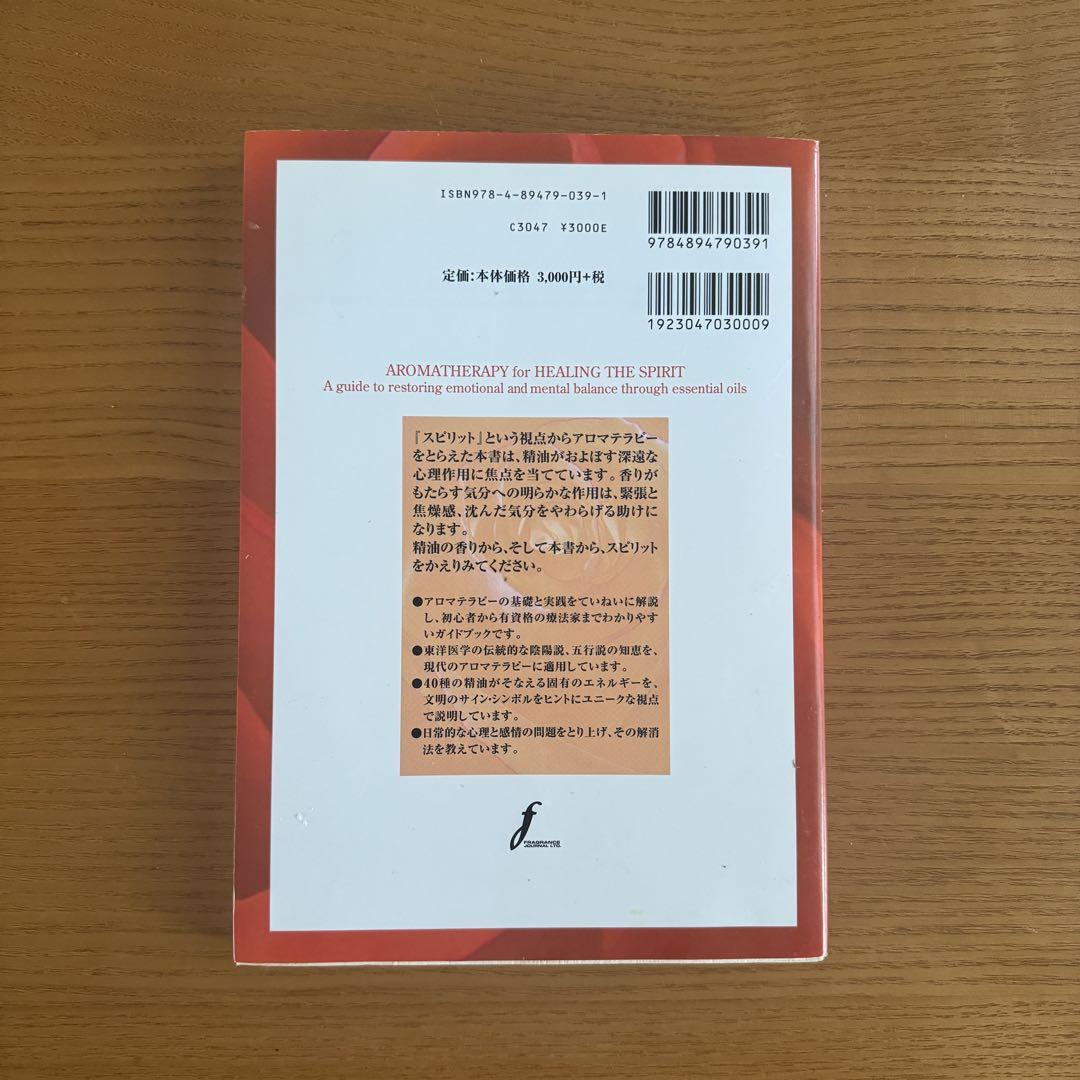 ISBN978-4-89479-039-1
C3047 ¥3000E
定価:本体価格 3,000円+税
9784894790391
1923047030009
AROMATHERAPY for HEALING THE SPIRIT
A guide to restoring emotional and mental balance through essential oils
『スピリット』という視点からアロマテラピー
をとらえた本書は、精油がおよぼす深遠な
心理作用に焦点を当てています。香りが
もたらす気分への明らかな作用は、緊張と
焦燥感、沈んだ気分をやわらげる助けに
なります。
精油の香りから、そして本書から、スピリット
をかえりみてください。
●アロマテラピーの基礎と実践をていねいに解説
し、初心者から有資格の療法家までわかりやす
いガイドブックです。
●東洋医学の伝統的な陰陽説、五行説の知恵を、
現代のアロマテラピーに適用しています。
●40種の精油がそなえる固有のエネルギーを、
文明のサイン・シンボルをヒントにユニークな視点
で説明しています。
●日常的な心理と感情の問題をとり上げ、その解消
法を教えています。
f
FRAGRANCE
JOURNAL LTD.